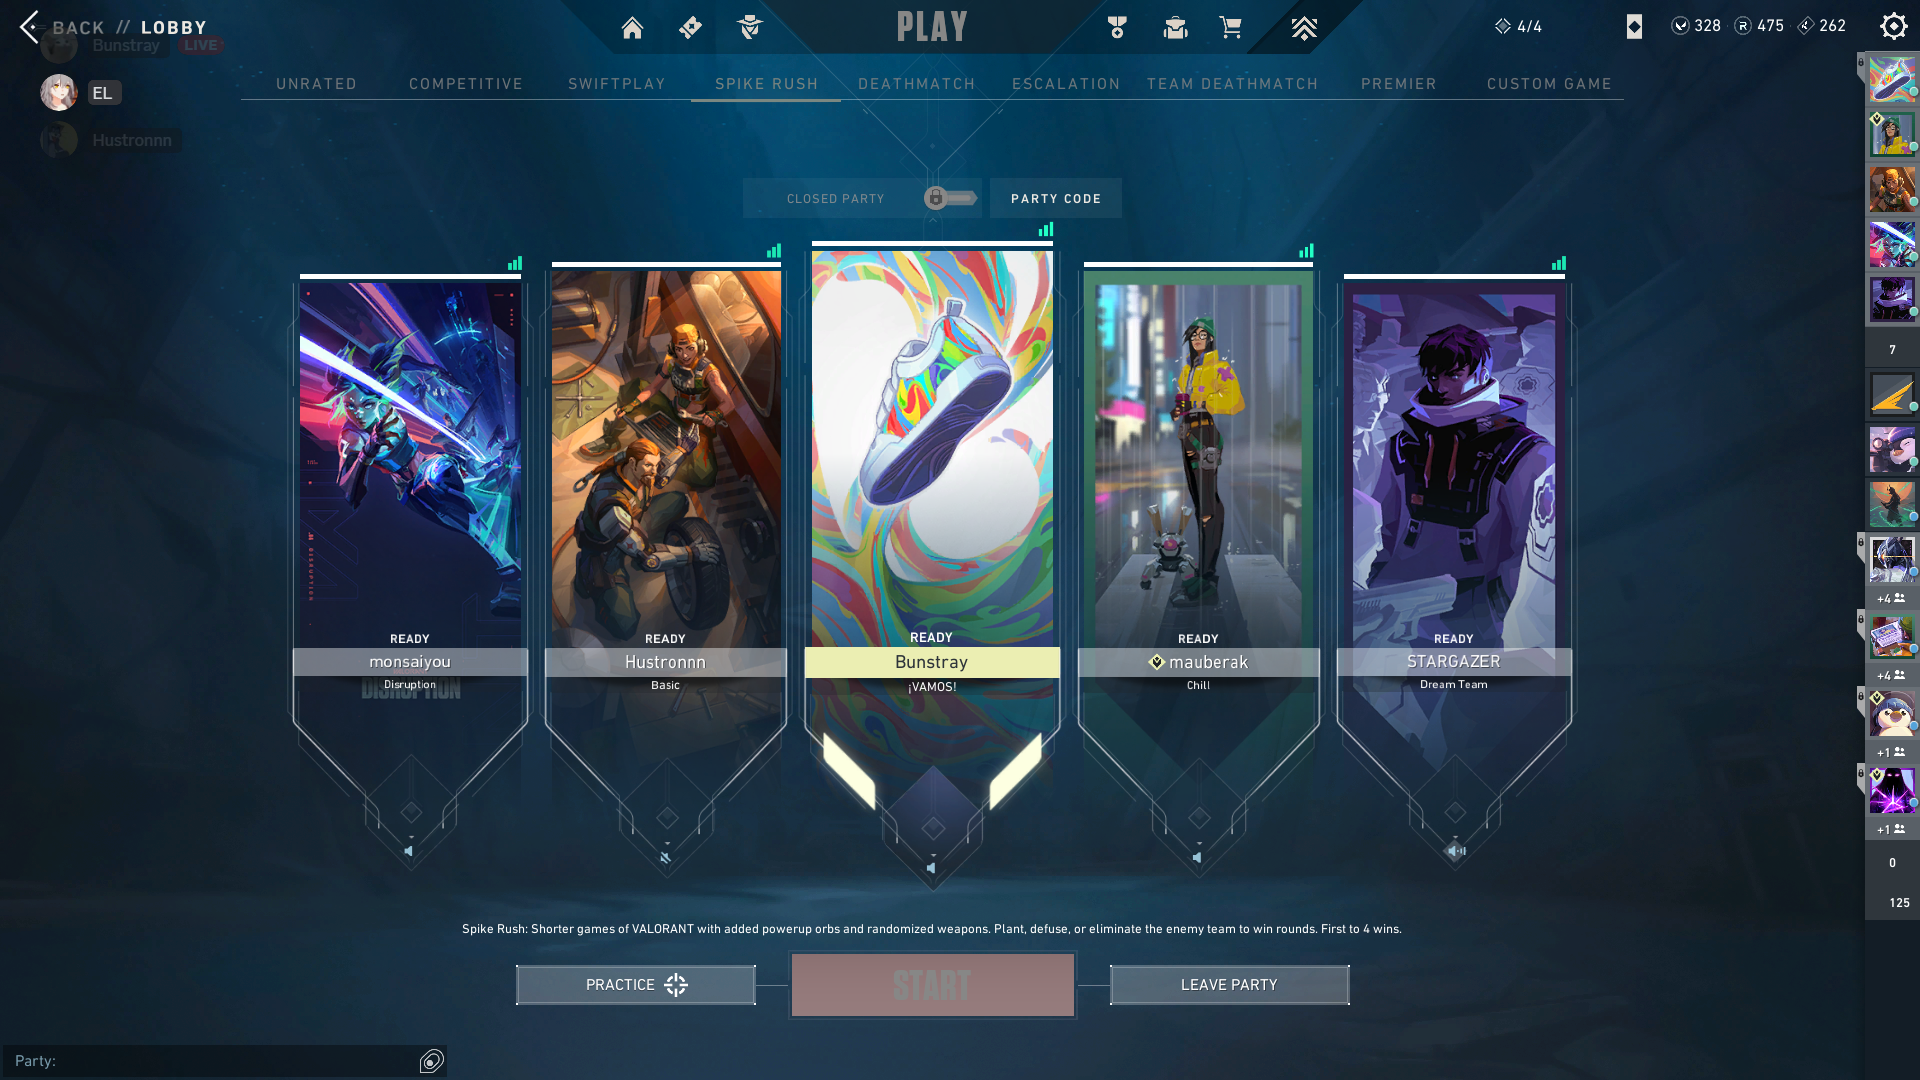 BACK // LOBBY
Bunstray LIVE
EL
Hustronnn
PLAY
4/4
328
475
262
UNRATED
COMPETITIVE
SWIFTPLAY
SPIKE RUSH
DEATHMATCH
ESCALATION
TEAM DEATHMATCH
PREMIER
CUSTOM GAME
CLOSED PARTY
PARTY CODE
READY
monsaiyou
Disruption
DISRUPTION
READY
Hustronnn
Basic
READY
Bunstray
¡VAMOS!
READY
mauberak
Chill
READY
STARGAZER
Dream Team
7
+4
+4
+1
+1
0
125
Spike Rush: Shorter games of VALORANT with added powerup orbs and randomized weapons. Plant, defuse, or eliminate the enemy team to win rounds. First to 4 wins.
PRACTICE
START
LEAVE PARTY
Party: